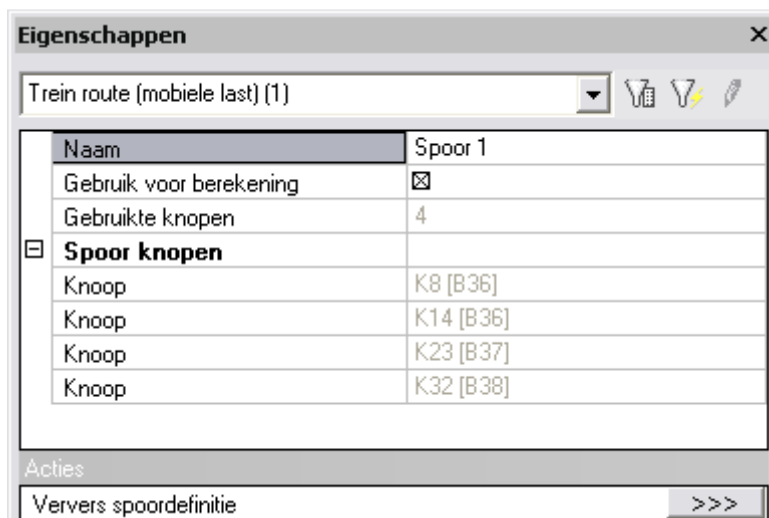 Eigenschappen
Trein route (mobiele last) (1)
Naam Spoor 1
Gebruik voor berekening
Gebruikte knopen 4
Spoor knopen
Knoop K8 [B36]
Knoop K14 [B36]
Knoop K23 [B37]
Knoop K32 [B38]
Acties
Ververs spoordefinitie >>>